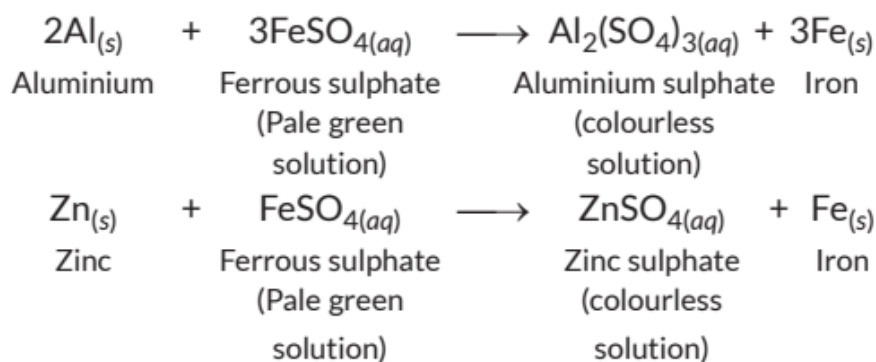 2Al(s) + 3FeSO4(aq) ⟶ Al2(SO4)3(aq) + 3Fe(s)
Aluminium Ferrous sulphate Aluminium sulphate Iron
(Pale green (colourless
solution) solution)
Zn(s) + FeSO4(aq) ⟶ ZnSO4(aq) + Fe(s)
Zinc Ferrous sulphate Zinc sulphate Iron
(Pale green (colourless
solution) solution)